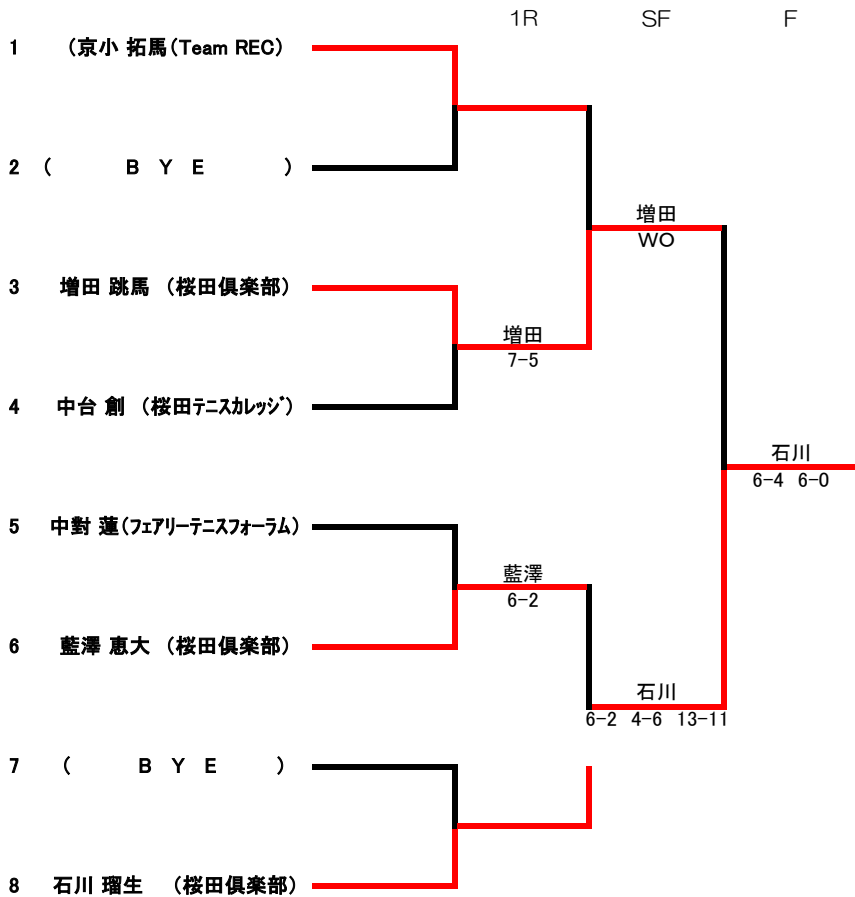 1R SF F
1 (京小 拓馬(Team REC)
2 ( B Y E )
増田
WO
3 増田 跳馬 (桜田倶楽部)
増田
7-5
4 中台 創 (桜田テニスカレッジ)
石川
6-4 6-0
5 中對 蓮(フェアリーテニスフォーラム)
藍澤
6-2
6 藍澤 恵大 (桜田倶楽部)
石川
6-2 4-6 13-11
7 ( B Y E )
8 石川 瑠生 (桜田倶楽部)